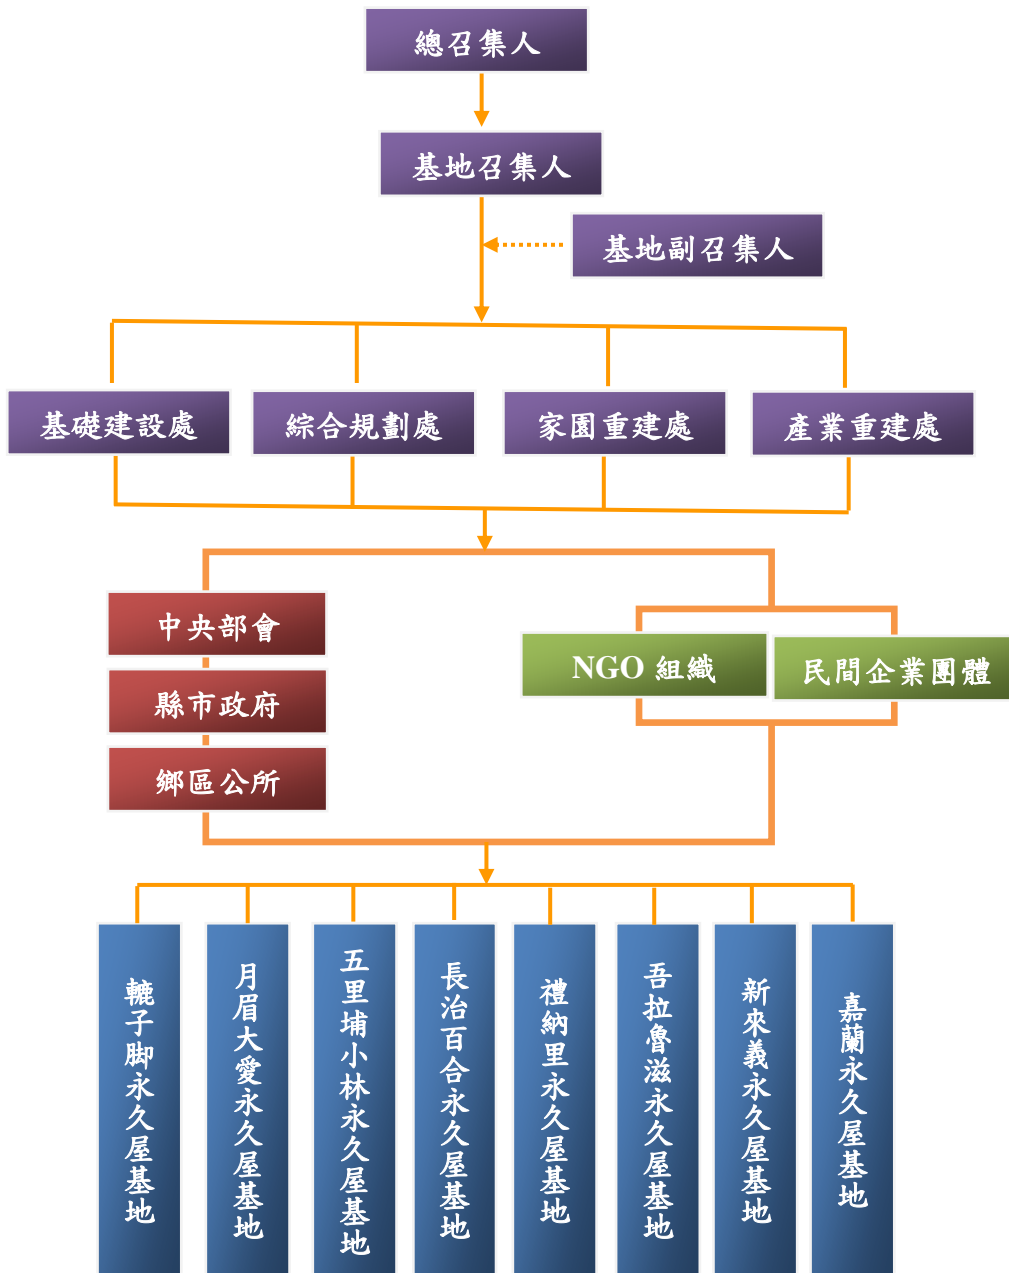 總召集人
基地召集人
基地副召集人
基礎建設處
綜合規劃處
家園重建處
產業重建處
中央部會
縣市政府
鄉區公所
NGO 組織
民間企業團體
轆子腳永久屋基地
月眉大愛永久屋基地
五里埔小林永久屋基地
長治百合永久屋基地
禮納里永久屋基地
吾拉魯滋永久屋基地
新來義永久屋基地
嘉蘭永久屋基地